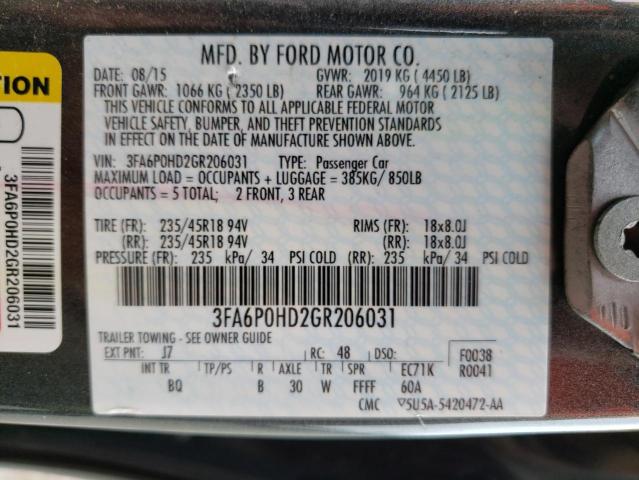 MFD. BY FORD MOTOR CO.
DATE: 08/15 GVWR: 2019 KG ( 4450 LB)
FRONT GAWR: 1066 KG ( 2350 LB) REAR GAWR: 964 KG ( 2125 LB)
THIS VEHICLE CONFORMS TO ALL APPLICABLE FEDERAL MOTOR
VEHICLE SAFETY, BUMPER, AND THEFT PREVENTION STANDARDS
IN EFFECT ON THE DATE OF MANUFACTURE SHOWN ABOVE.
VIN: 3FA6P0HD2GR206031 TYPE: Passenger Car
MAXIMUM LOAD = OCCUPANTS + LUGGAGE = 385KG/ 850LB
OCCUPANTS = 5 TOTAL; 2 FRONT, 3 REAR
TIRE (FR): 235/45R18 94V RIMS (FR): 18x8.0J
(RR): 235/45R18 94V (RR): 18x8.0J
PRESSURE (FR): 235 kPa/ 34 PSI COLD (RR): 235 kPa/ 34 PSI COLD
3FA6P0HD2GR206031
TRAILER TOWING - SEE OWNER GUIDE
EXT PNT: J7 RC: 48 DSO: F0038
INT TR TP/PS R AXLE TR SPR EC71K R0041
BQ B 30 W FFFF 60A
CMC 5U5A-5420472-AA
TION
3FA6P0HD2GR206031